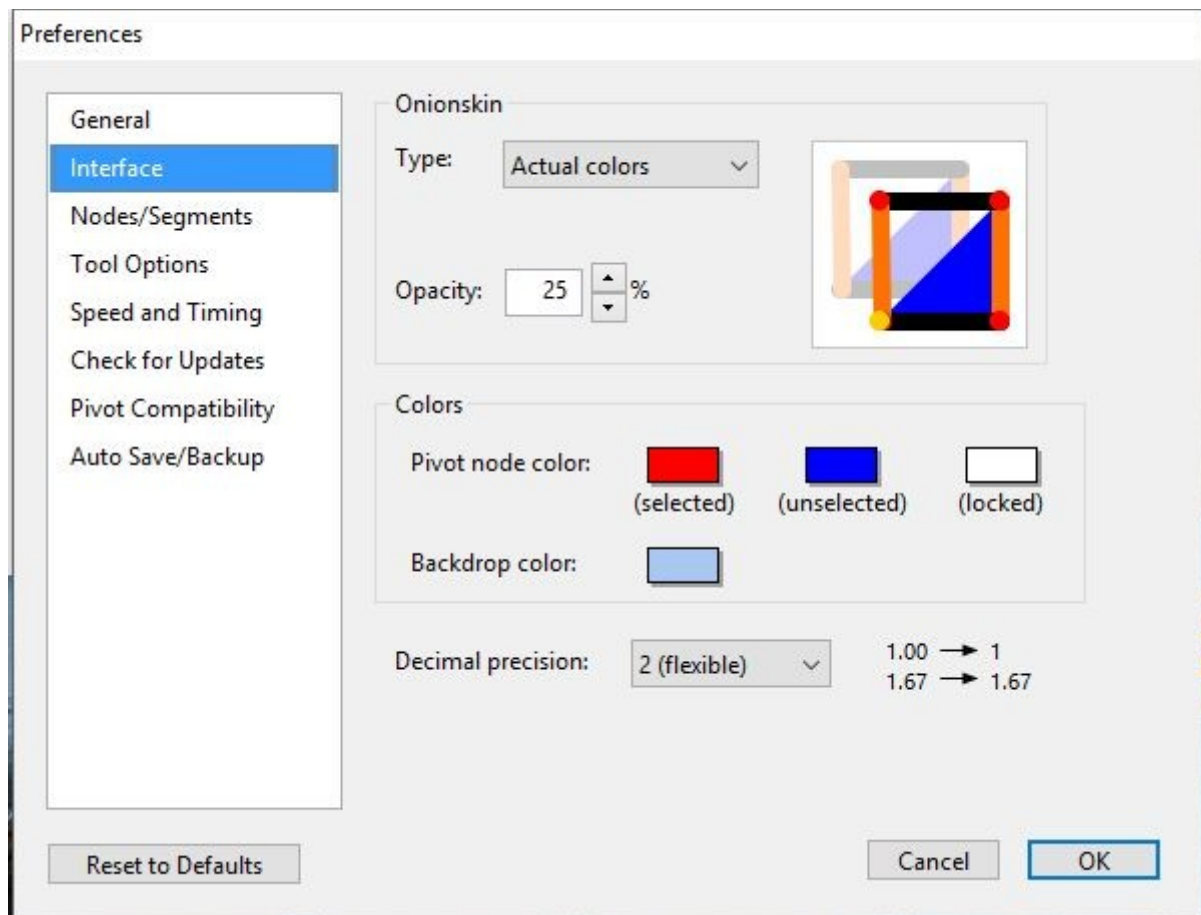 Preferences
General
Interface
Nodes/Segments
Tool Options
Speed and Timing
Check for Updates
Pivot Compatibility
Auto Save/Backup
Reset to Defaults
Onionskin
Type: Actual colors
Opacity: 25 %
Colors
Pivot node color:
(selected) (unselected) (locked)
Backdrop color:
Decimal precision: 2 (flexible)
1.00 → 1
1.67 → 1.67
Cancel OK